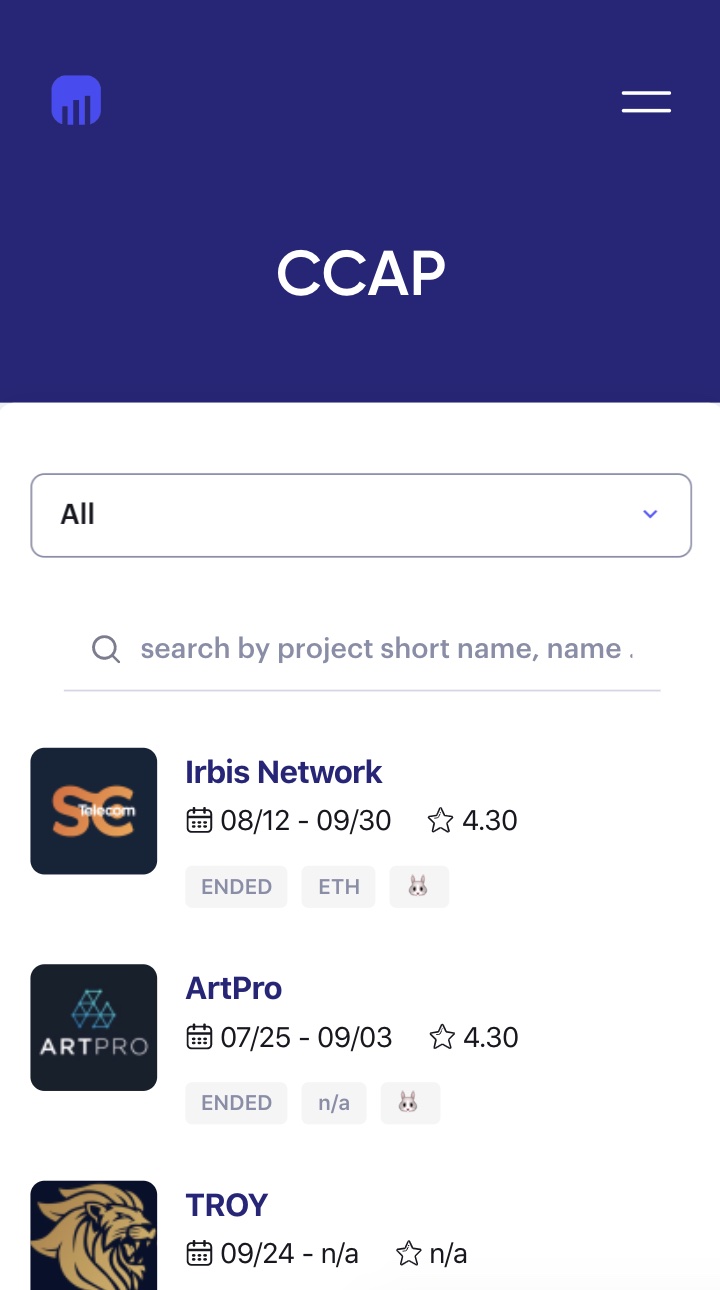 CCAP
All
search by project short name, name .
SC
Telecom
Irbis Network
08/12 - 09/30 4.30
ENDED ETH
ARTPRO
ArtPro
07/25 - 09/03 4.30
ENDED n/a
TROY
09/24 - n/a n/a